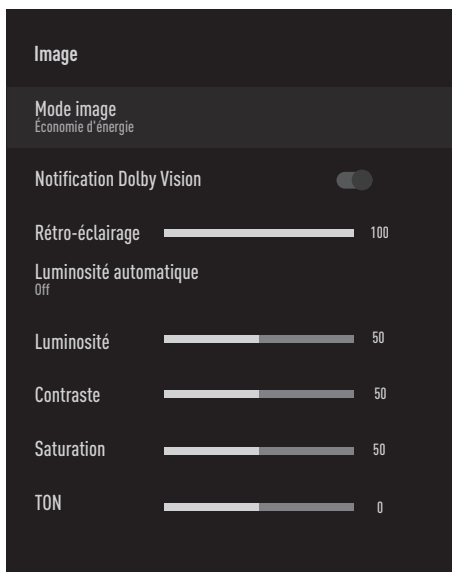 Image
Mode image
Économie d'énergie
Notification Dolby Vision
Rétro-éclairage 100
Luminosité automatique
Off
Luminosité 50
Contraste 50
Saturation 50
TON 0